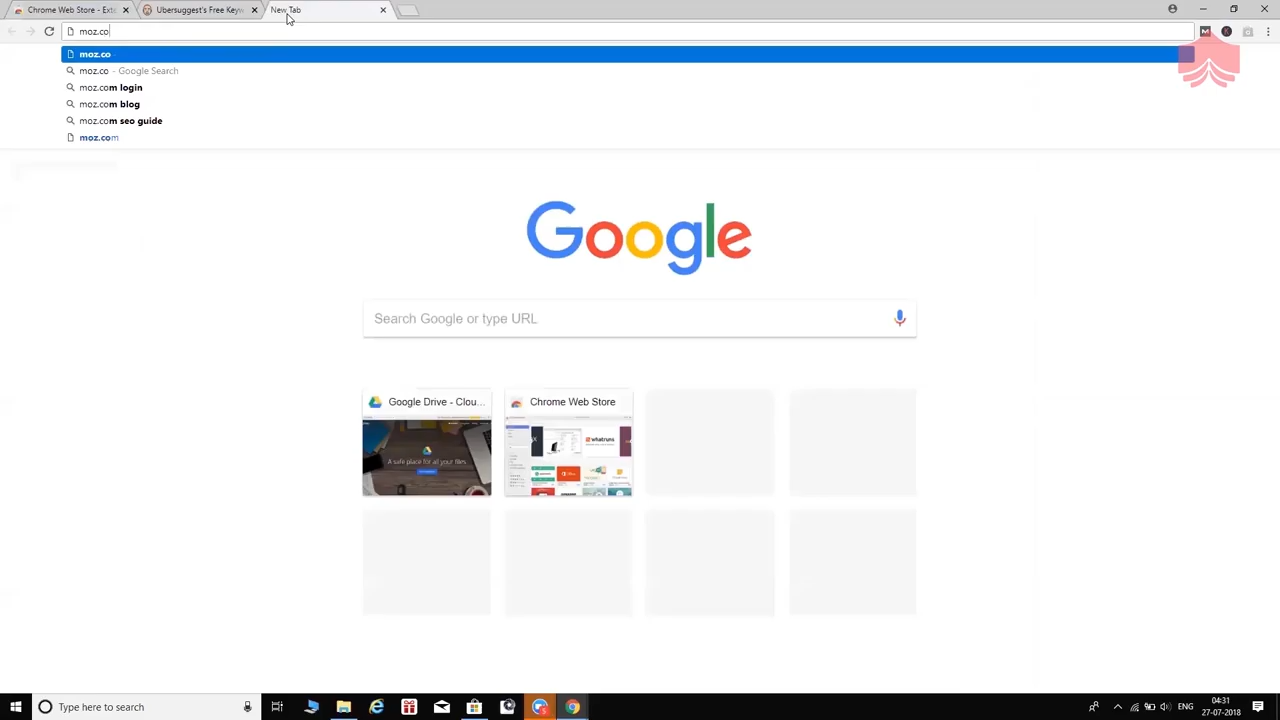 Chrome Web Store - Exte
Ubersuggest's Free Keyw
New Tab
moz.co
moz.co -
moz.co - Google Search
moz.com login
moz.com blog
moz.com seo guide
moz.com
Google
Search Google or type URL
Google Drive - Clou...
Chrome Web Store
A safe place for all your files
whatruns
Type here to search
ENG
04:31
27-07-2018